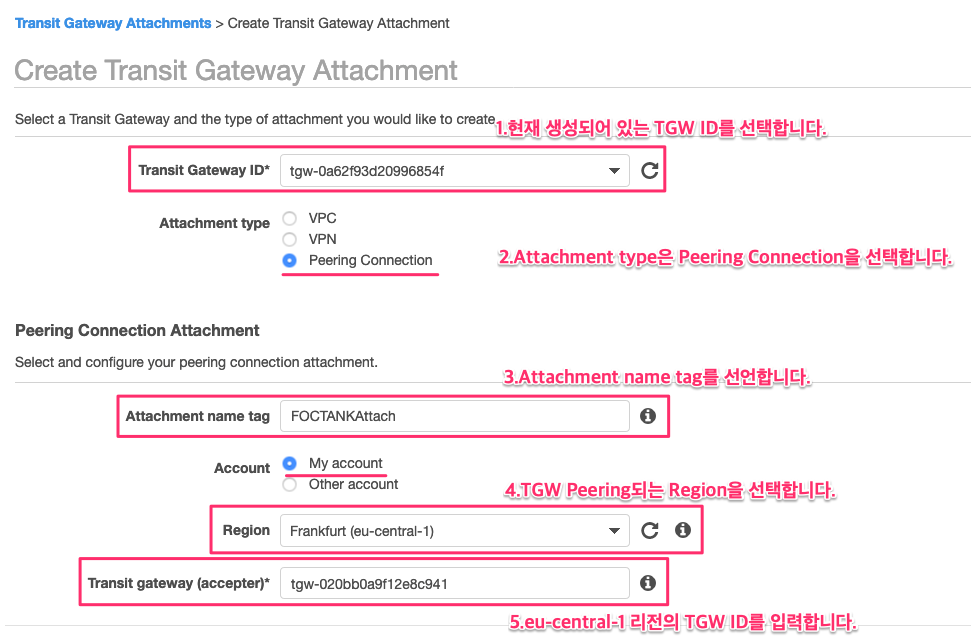 Transit Gateway Attachments > Create Transit Gateway Attachment
Create Transit Gateway Attachment
Select a Transit Gateway and the type of attachment you would like to create.
1.현재 생성되어 있는 TGW ID를 선택합니다.
Transit Gateway ID* tgw-0a62f93d20996854f
Attachment type VPC
VPN
Peering Connection
2.Attachment type은 Peering Connection을 선택합니다.
Peering Connection Attachment
Select and configure your peering connection attachment.
3.Attachment name tag를 선언합니다.
Attachment name tag FOCTANKAttach
Account My account
Other account
4.TGW Peering되는 Region을 선택합니다.
Region Frankfurt (eu-central-1)
Transit gateway (accepter)* tgw-020bb0a9f12e8c941
5.eu-central-1 리전의 TGW ID를 입력합니다.